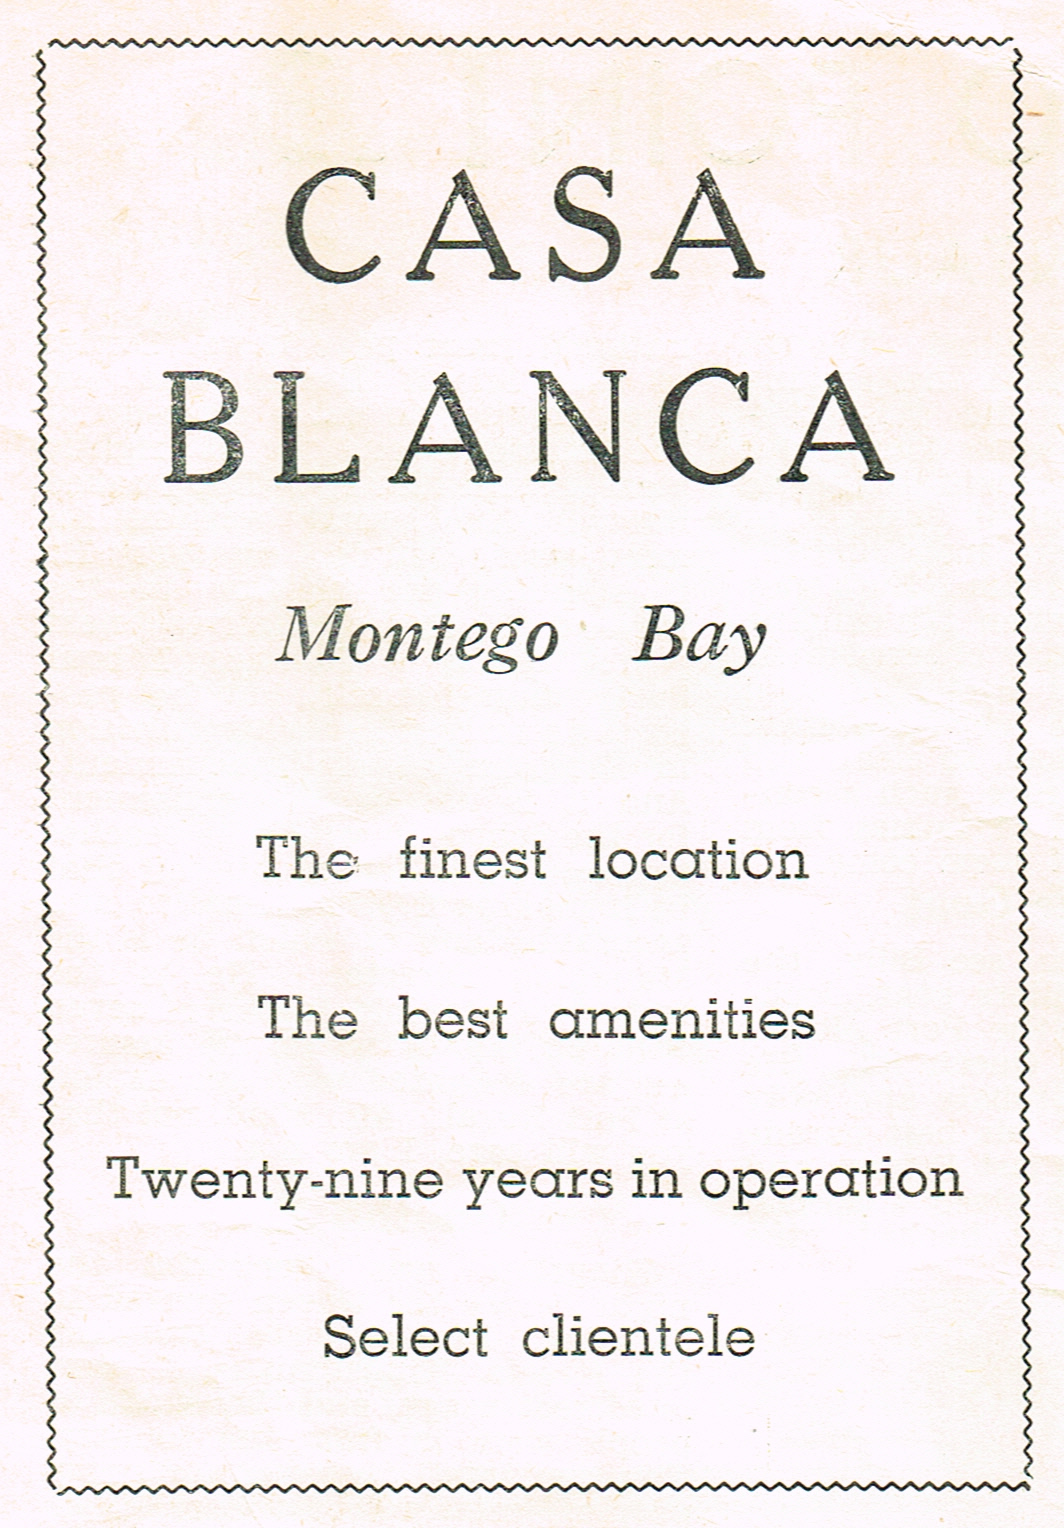 CASA
BLANCA
Montego Bay
The finest location
The best amenities
Twenty-nine years in operation
Select clientele